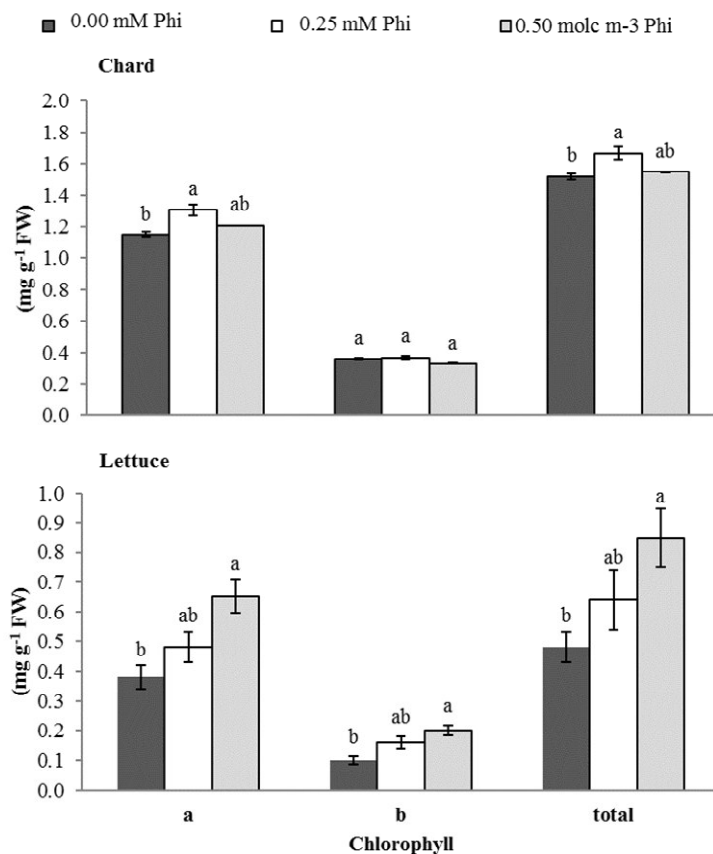 0.00 mM Phi 0.25 mM Phi 0.50 molc m-3 Phi
Chard
2.0
1.8
1.6
1.4
1.2
1.0
0.8
0.6
0.4
0.2
0.0
(mg g-1 FW)
b a ab
a a a
b a ab
Lettuce
1.0
0.9
0.8
0.7
0.6
0.5
0.4
0.3
0.2
0.1
0.0
(mg g-1 FW)
b ab a
b ab a
b ab a
a b total
Chlorophyll